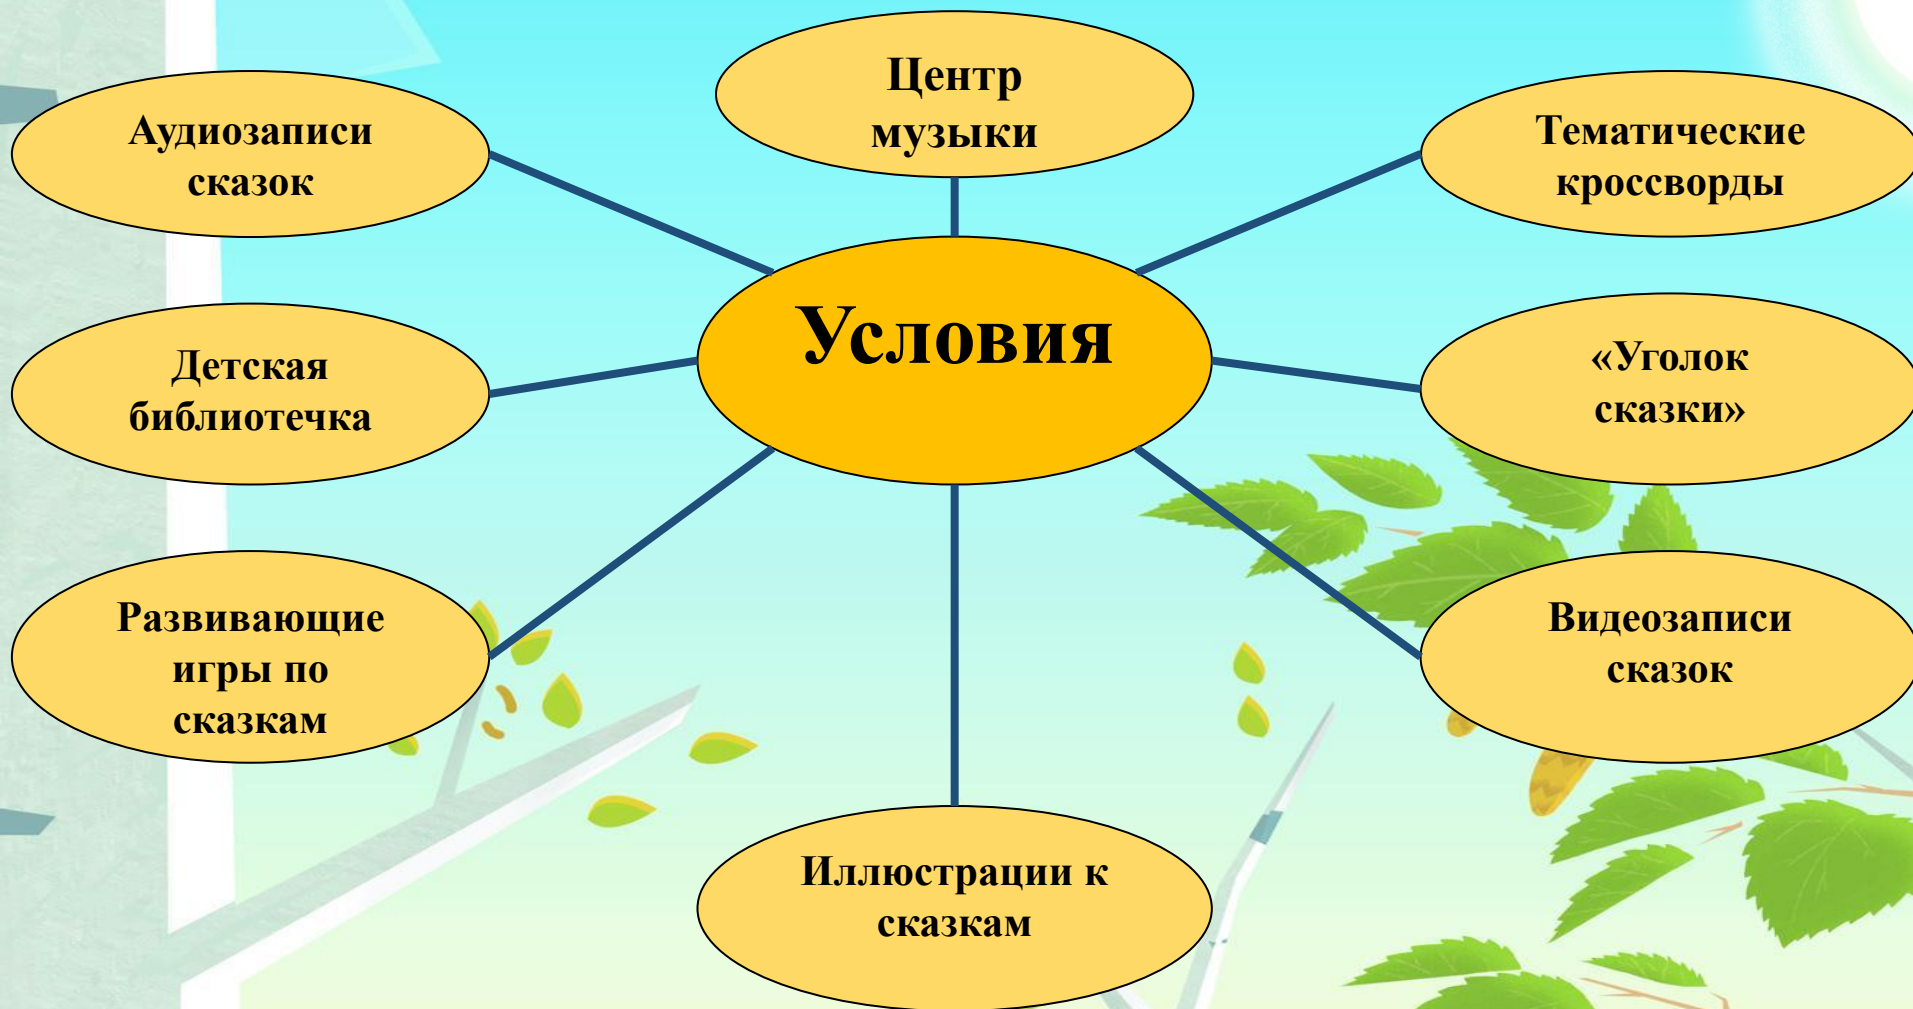 Центр
музыки
Аудиозаписи
сказок
Тематические
кроссворды
Условия
Детская
библиотечка
«Уголок
сказки»
Развивающие
игры по
сказкам
Видеозаписи
сказок
Иллюстрации к
сказкам